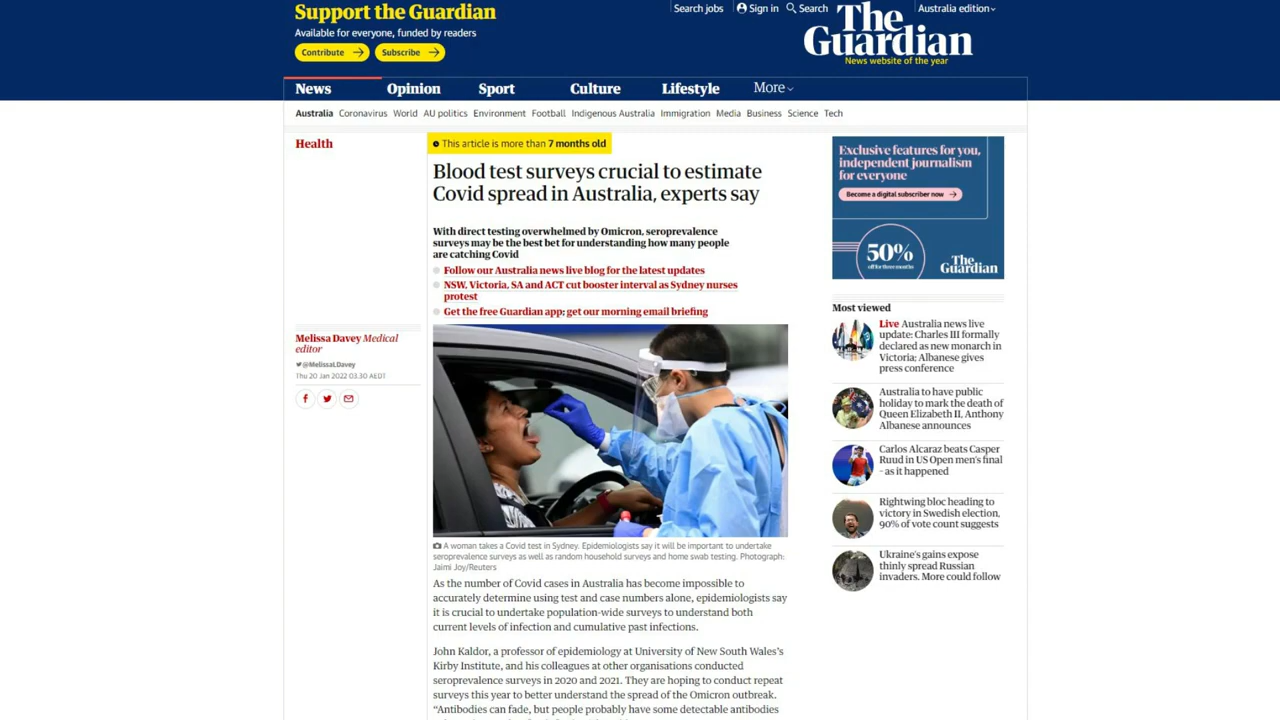 Support the Guardian
Available for everyone, funded by readers
Contribute
Subscribe
Search jobs
Sign in
Search
Australia edition
The Guardian
News website of the year
News
Opinion
Sport
Culture
Lifestyle
More
Australia
Coronavirus
World
AU politics
Environment
Football
Indigenous Australia
Immigration
Media
Business
Science
Tech
Health
This article is more than 7 months old
Blood test surveys crucial to estimate
Covid spread in Australia, experts say
With direct testing overwhelmed by Omicron, seroprevalence
surveys may be the best bet for understanding how many people
are catching Covid
Follow our Australia news live blog for the latest updates
NSW, Victoria, SA and ACT cut booster interval as Sydney nurses
protest
Get the free Guardian app; get our morning email briefing
Melissa Davey Medical
editor
@MelissaLDavey
Thu 20 Jan 2022 03.30 AEDT
A woman takes a Covid test in Sydney. Epidemiologists say it will be important to undertake
seroprevalence surveys as well as random household surveys and home swab testing. Photograph:
Jaimi Joy/Reuters
As the number of Covid cases in Australia has become impossible to
accurately determine using test and case numbers alone, epidemiologists say
it is crucial to undertake population-wide surveys to understand both
current levels of infection and cumulative past infections.
John Kaldor, a professor of epidemiology at University of New South Wales's
Kirby Institute, and his colleagues at other organisations conducted
seroprevalence surveys in 2020 and 2021. They are hoping to conduct repeat
surveys this year to better understand the spread of the Omicron outbreak.
“Antibodies can fade, but people probably have some detectable antibodies
Exclusive features for you,
independent journalism
for everyone
Become a digital subscriber now
50%
off for three months
The
Guardian
Most viewed
Live Australia news live
update: Charles III formally
declared as new monarch in
Victoria; Albanese gives
press conference
Australia to have public
holiday to mark the death of
Queen Elizabeth II, Anthony
Albanese announces
Carlos Alcaraz beats Casper
Ruud in US Open men's final
– as it happened
Rightwing bloc heading to
victory in Swedish election,
90% of vote count suggests
Ukraine's gains expose
thinly spread Russian
invaders. More could follow